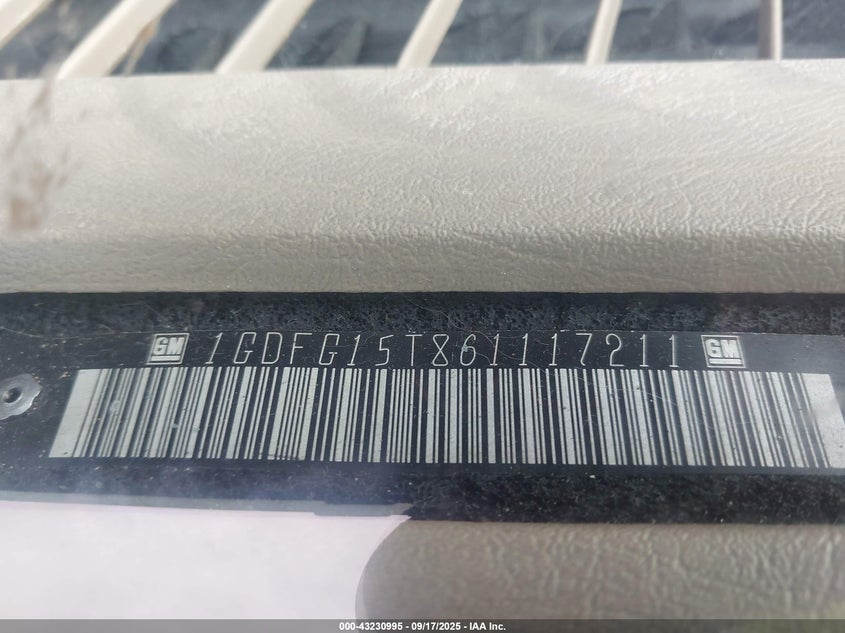 GM 1GDFG15T861117211 GM
000-43230995 - 09/17/2025 - IAA Inc.